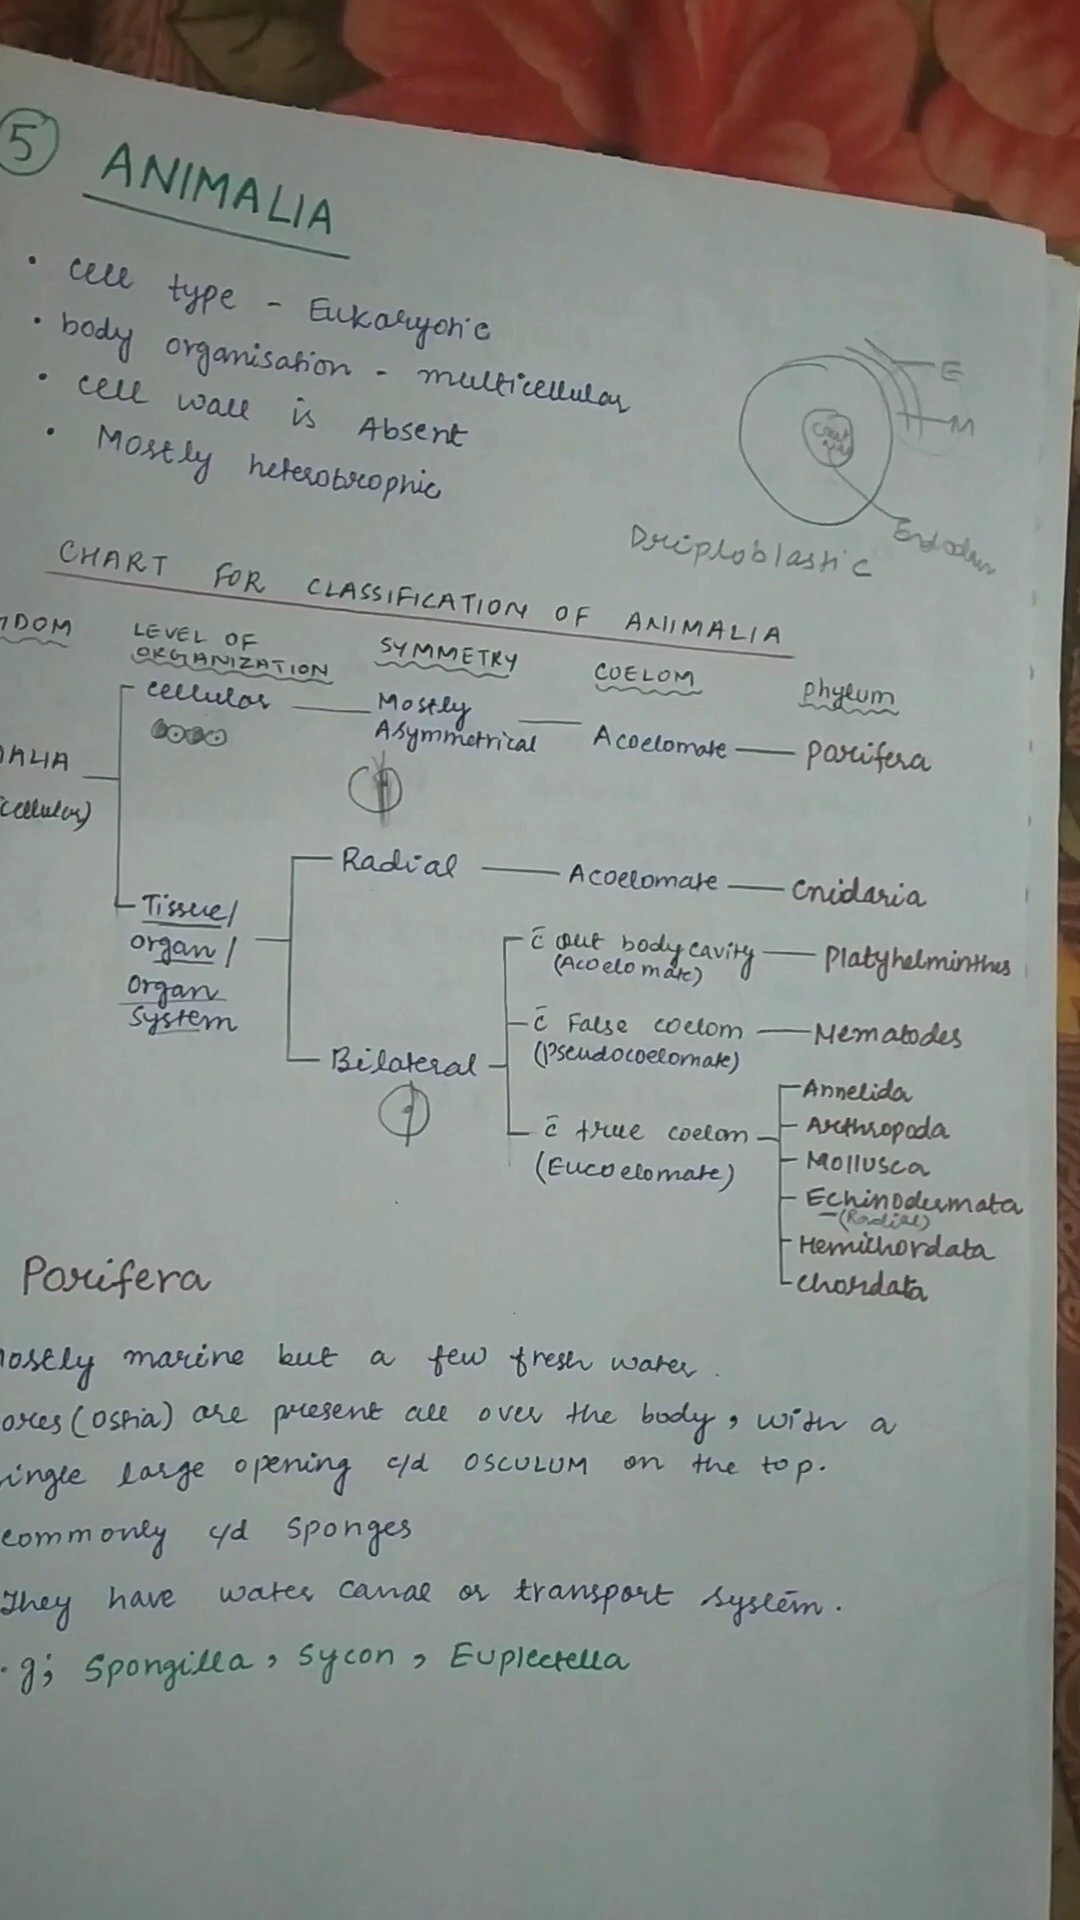 5 ANIMALIA
• cell type - Eukaryotic
• body organisation - multicellular
• cell wall is Absent
• Mostly heterotrophic
E
M
Driploblastic
CHART FOR CLASSIFICATION OF ANIMALIA
DOM LEVEL OF ORGANIZATION SYMMETRY COELOM phylum
cellular Mostly Asymmetrical Acoelomate Porifera
ALIA
cellular)
Radial Acoelomate Cnidaria
Tissue/
organ/
organ
system
c̄ out body cavity Platyhelminthes
(Acoelomate)
c̄ False coelom Nematodes
(Pseudocoelomate)
Bilateral
c̄ true coelom
(Eucoelomate)
Annelida
Arthropoda
Mollusca
Echinodermata
(Radial)
Hemichordata
chordata
Porifera
ostly marine but a few fresh water.
ores (ostia) are present all over the body, with a
ingle large opening c/d OSCULUM on the top.
commonly c/d Sponges
They have water canal or transport system.
g; Spongilla, Sycon, Euplectella